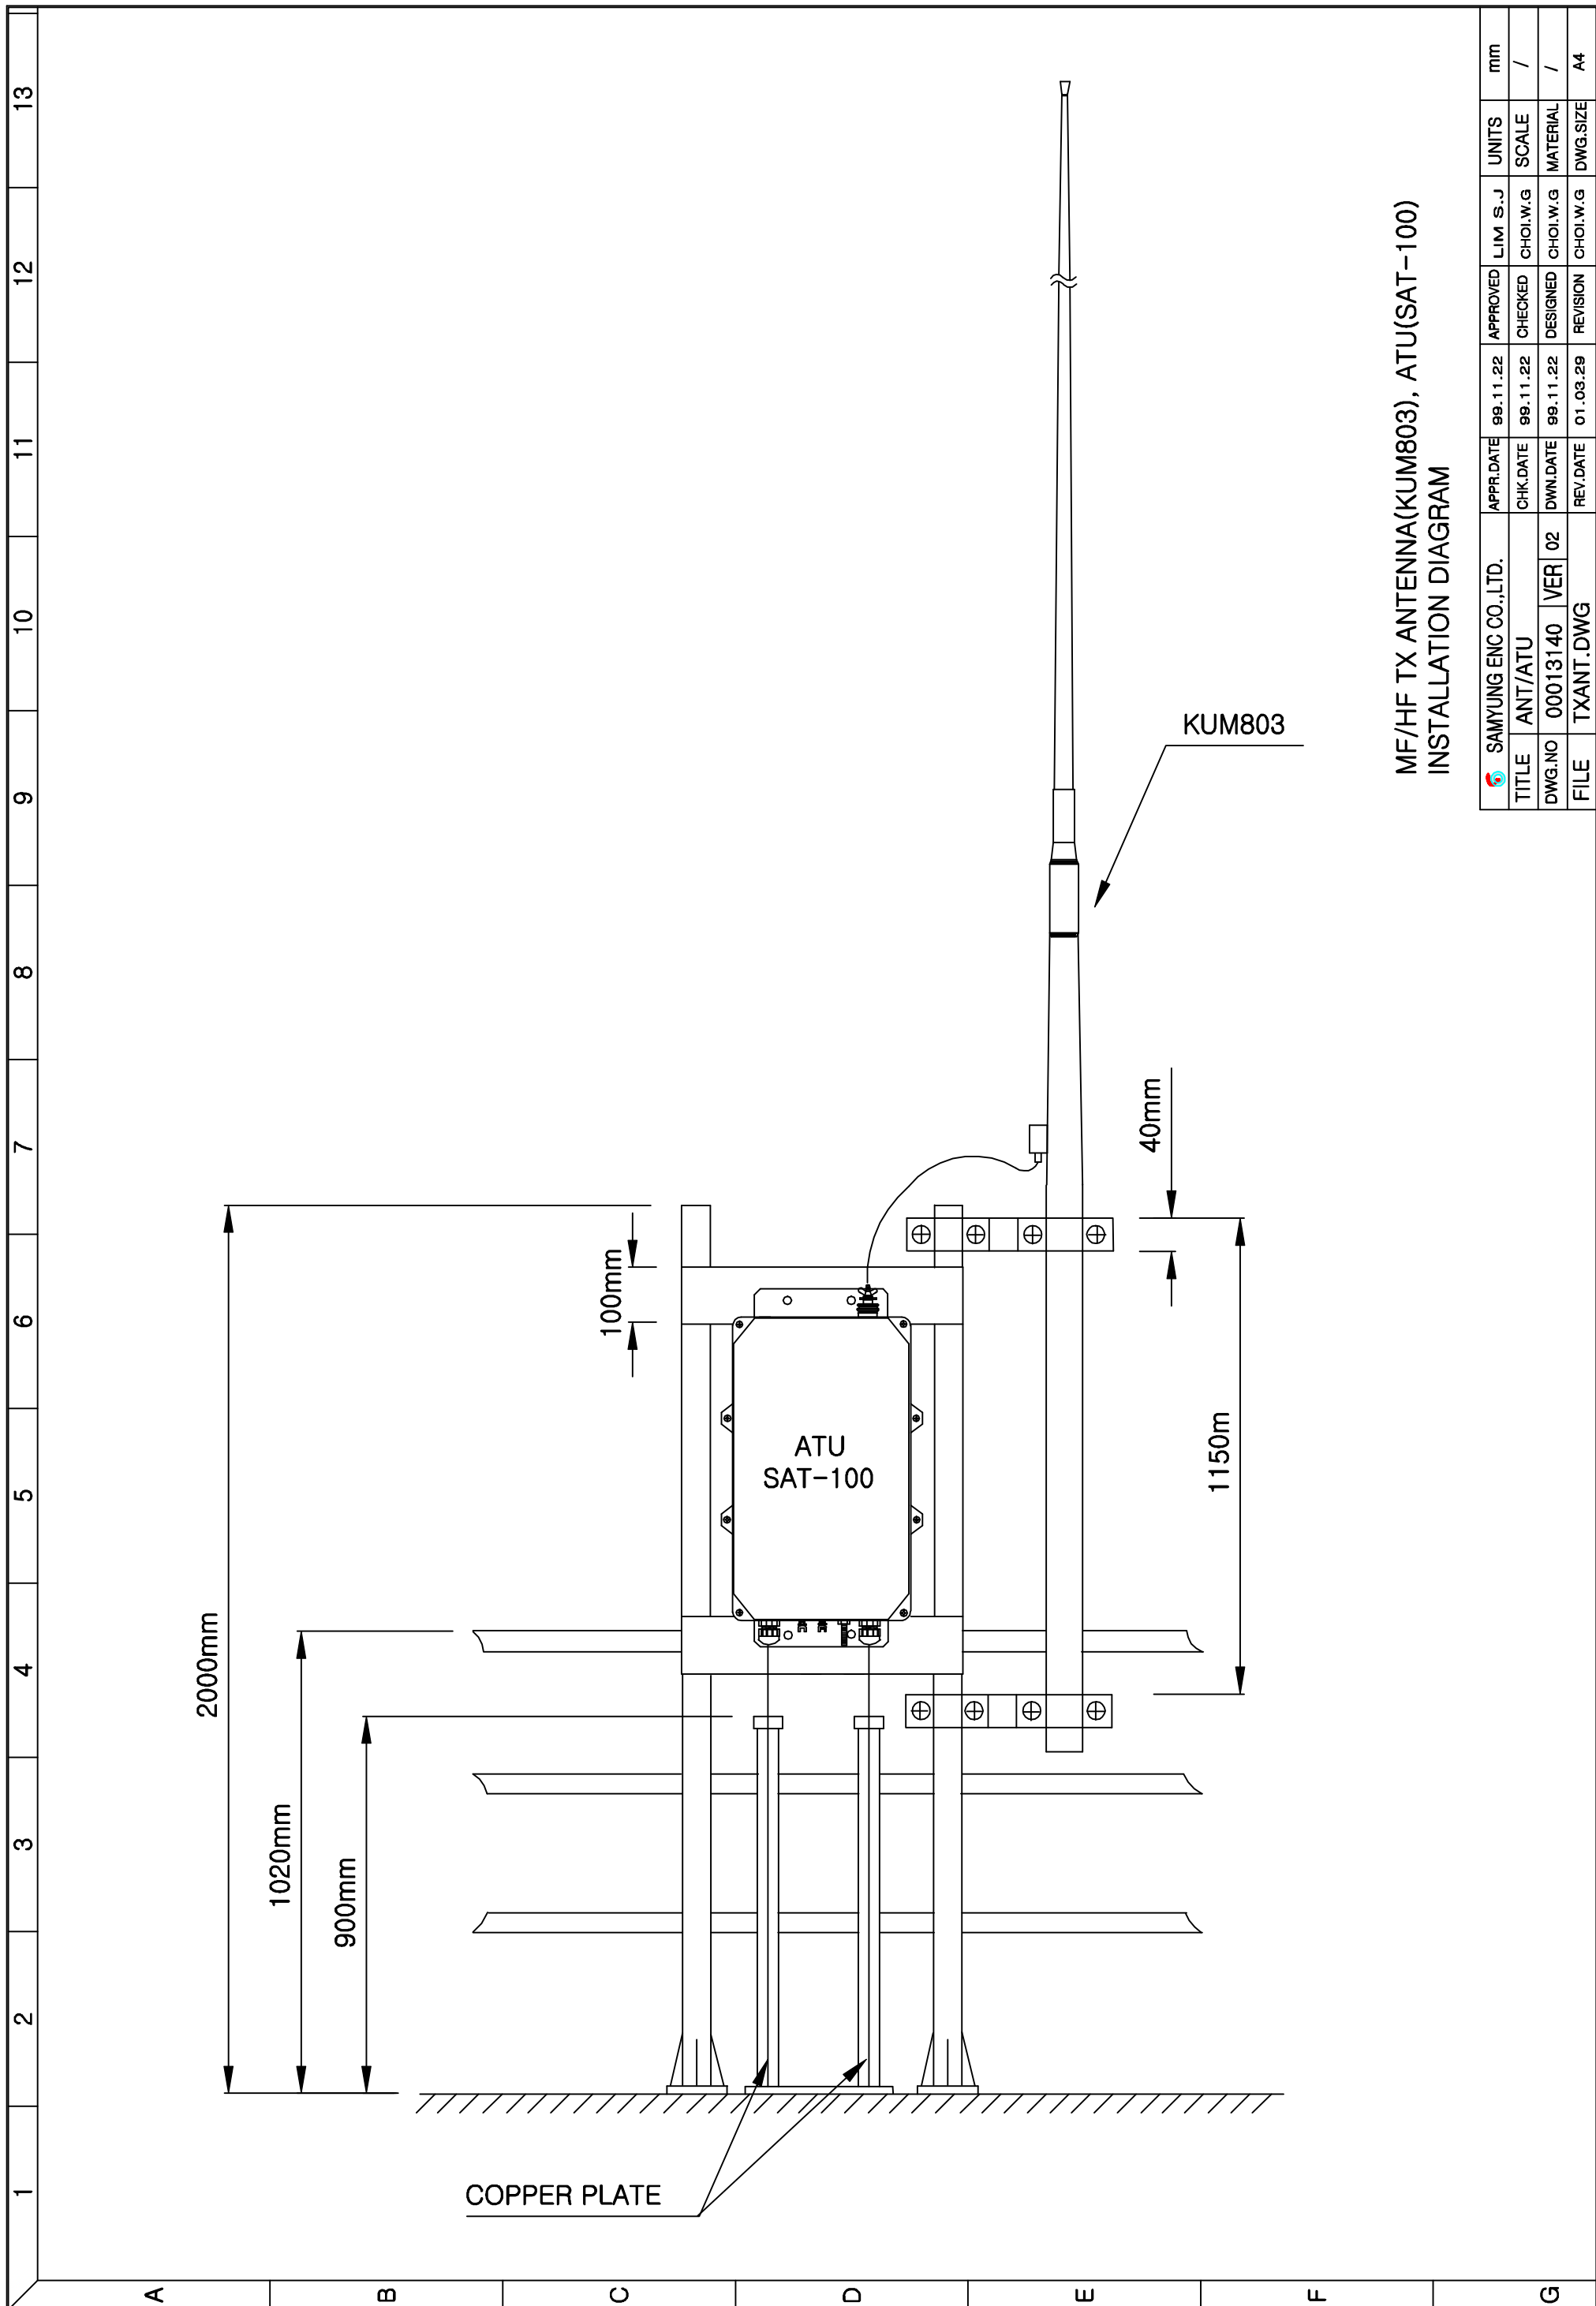 13
12
11
10
9
8
7
6
5
4
3
2
1
A
B
C
D
E
F
G
2000mm
1020mm
900mm
100mm
40mm
1150m
ATU
SAT-100
KUM803
COPPER PLATE
MF/HF TX ANTENNA(KUM803), ATU(SAT-100)
INSTALLATION DIAGRAM
SAMYUNG ENC CO.,LTD. APPR.DATE 99.11.22 APPROVED LIM S.J UNITS mm
TITLE ANT/ATU CHK.DATE 99.11.22 CHECKED CHOI.W.G SCALE /
DWG.NO 00013140 VER 02 DWN.DATE 99.11.22 DESIGNED CHOI.W.G MATERIAL /
FILE TXANT.DWG REV.DATE 01.03.29 REVISION CHOI.W.G DWG.SIZE A4